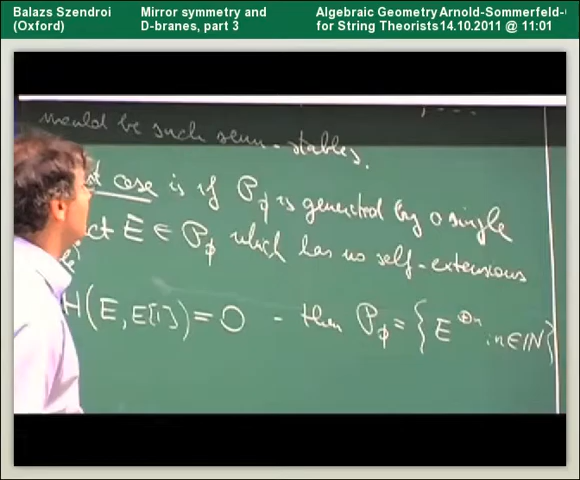 Balazs Szendroi
(Oxford)
Mirror symmetry and
D-branes, part 3
Algebraic Geometry Arnold-Sommerfeld-
for String Theorists 14.10.2011 @ 11:01
would be such semi-stables.
case is if P_φ is generated by a single
ct E ∈ P_φ which has no self-extensions
H(E, E[1]) = 0 - then P_φ = { E^{⊕n} : n ∈ ℕ }